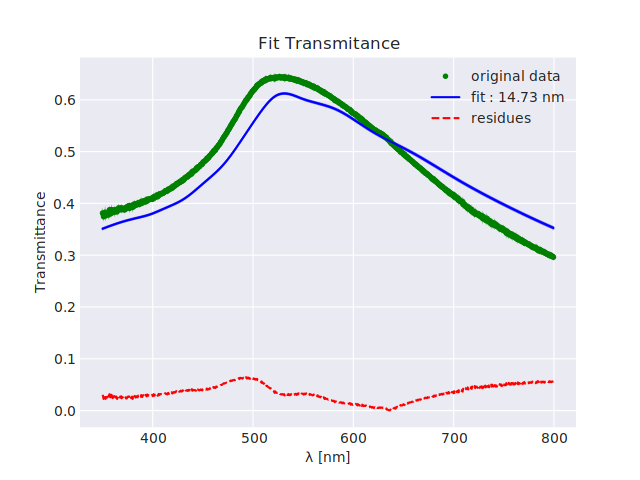 Fit Transmitance
original data
fit : 14.73 nm
residues
Transmittance
0.6
0.5
0.4
0.3
0.2
0.1
0.0
400 500 600 700 800
λ [nm]